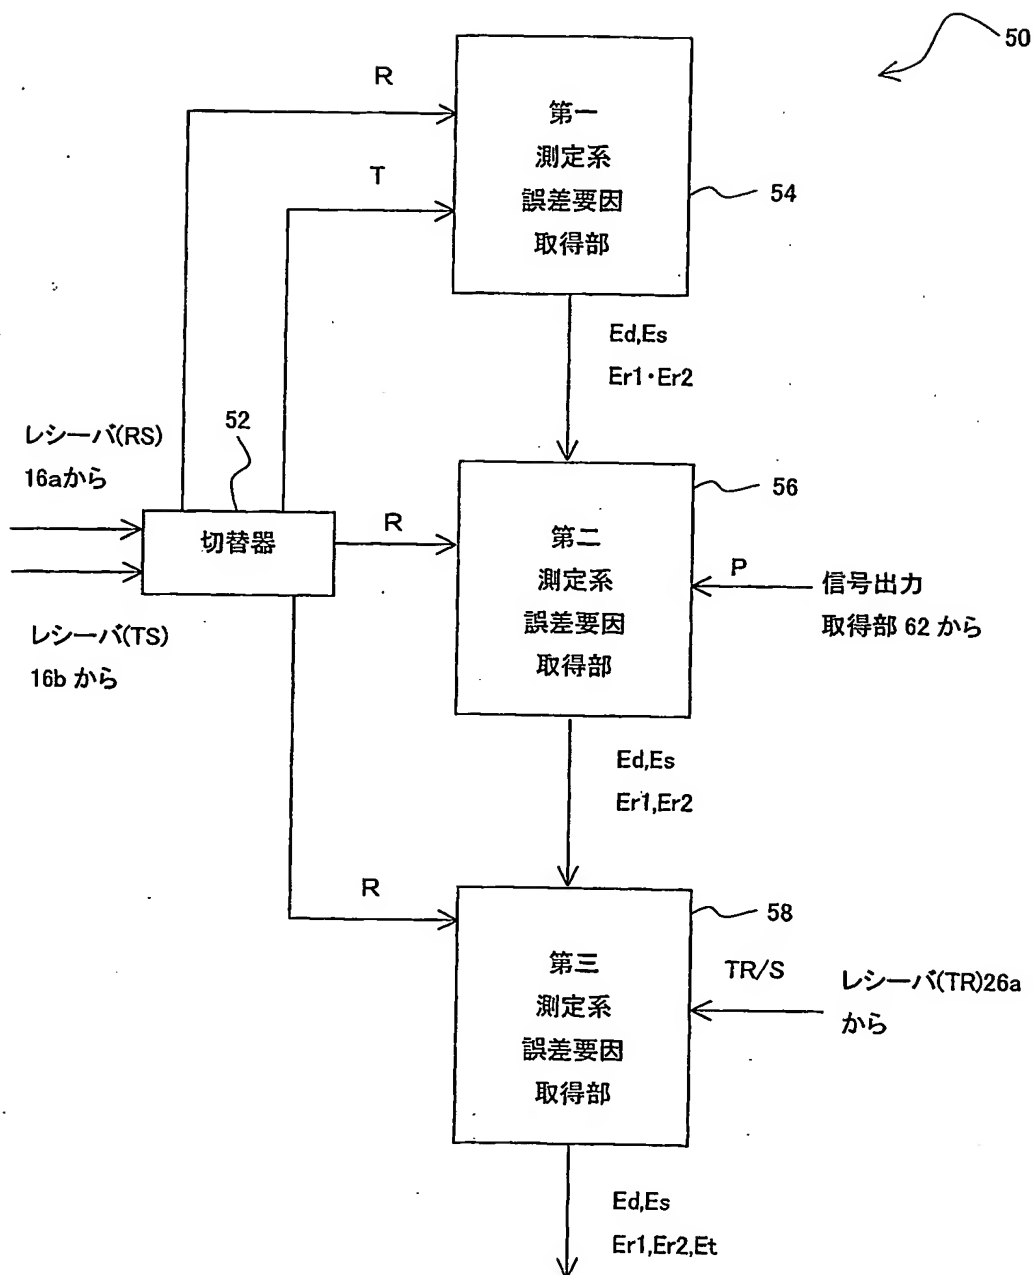 50
R
第一
測定系
誤差要因
取得部
54
T
Ed,Es
Er1・Er2
レシーバ(RS)
16aから
52
切替器
レシーバ(TS)
16b から
R
第二
測定系
誤差要因
取得部
56
P
信号出力
取得部 62 から
Ed,Es
Er1,Er2
R
第三
測定系
誤差要因
取得部
58
TR/S
レシーバ(TR)26a
から
Ed,Es
Er1,Er2,Et